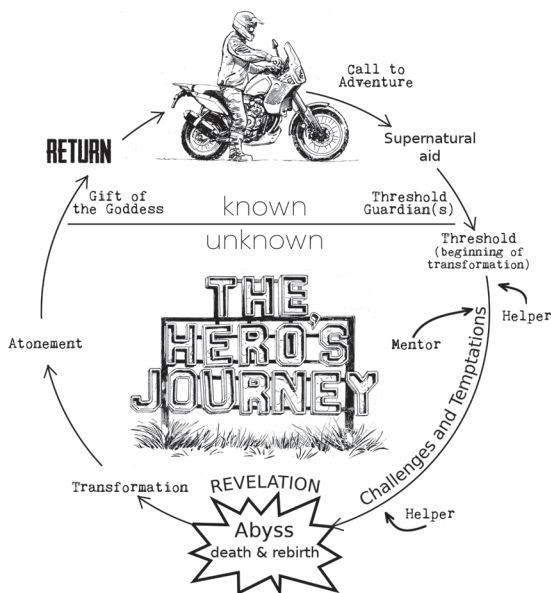 Call to
Adventure
Supernatural
aid
RETURN
Gift of
the Goddess
known
Threshold
Guardian(s)
unknown
Threshold
(beginning of
transformation)
Helper
THE
HERO'S
JOURNEY
Mentor
Challenges and Temptations
Atonement
Transformation
REVELATION
Abyss
death & rebirth
Helper